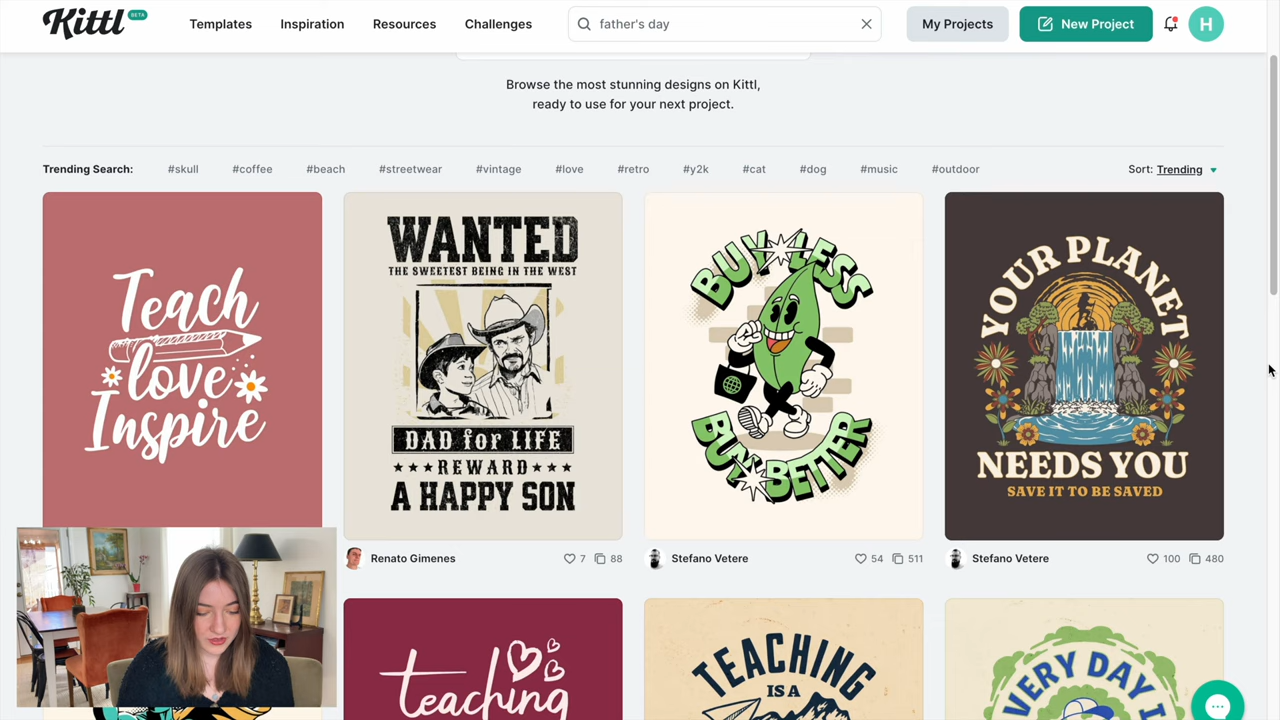 Kittl BETA
Templates
Inspiration
Resources
Challenges
father's day
My Projects
New Project
H
Browse the most stunning designs on Kittl,
ready to use for your next project.
Trending Search:
#skull
#coffee
#beach
#streetwear
#vintage
#love
#retro
#y2k
#cat
#dog
#music
#outdoor
Sort: Trending
Teach
love
Inspire
WANTED
THE SWEETEST BEING IN THE WEST
DAD for LIFE
REWARD
A HAPPY SON
BUY LESS
BUY BETTER
YOUR PLANET
NEEDS YOU
SAVE IT TO BE SAVED
Renato Gimenes
7
88
Stefano Vetere
54
511
Stefano Vetere
100
480
teaching
TEACHING
IS A
EVERY DAY I